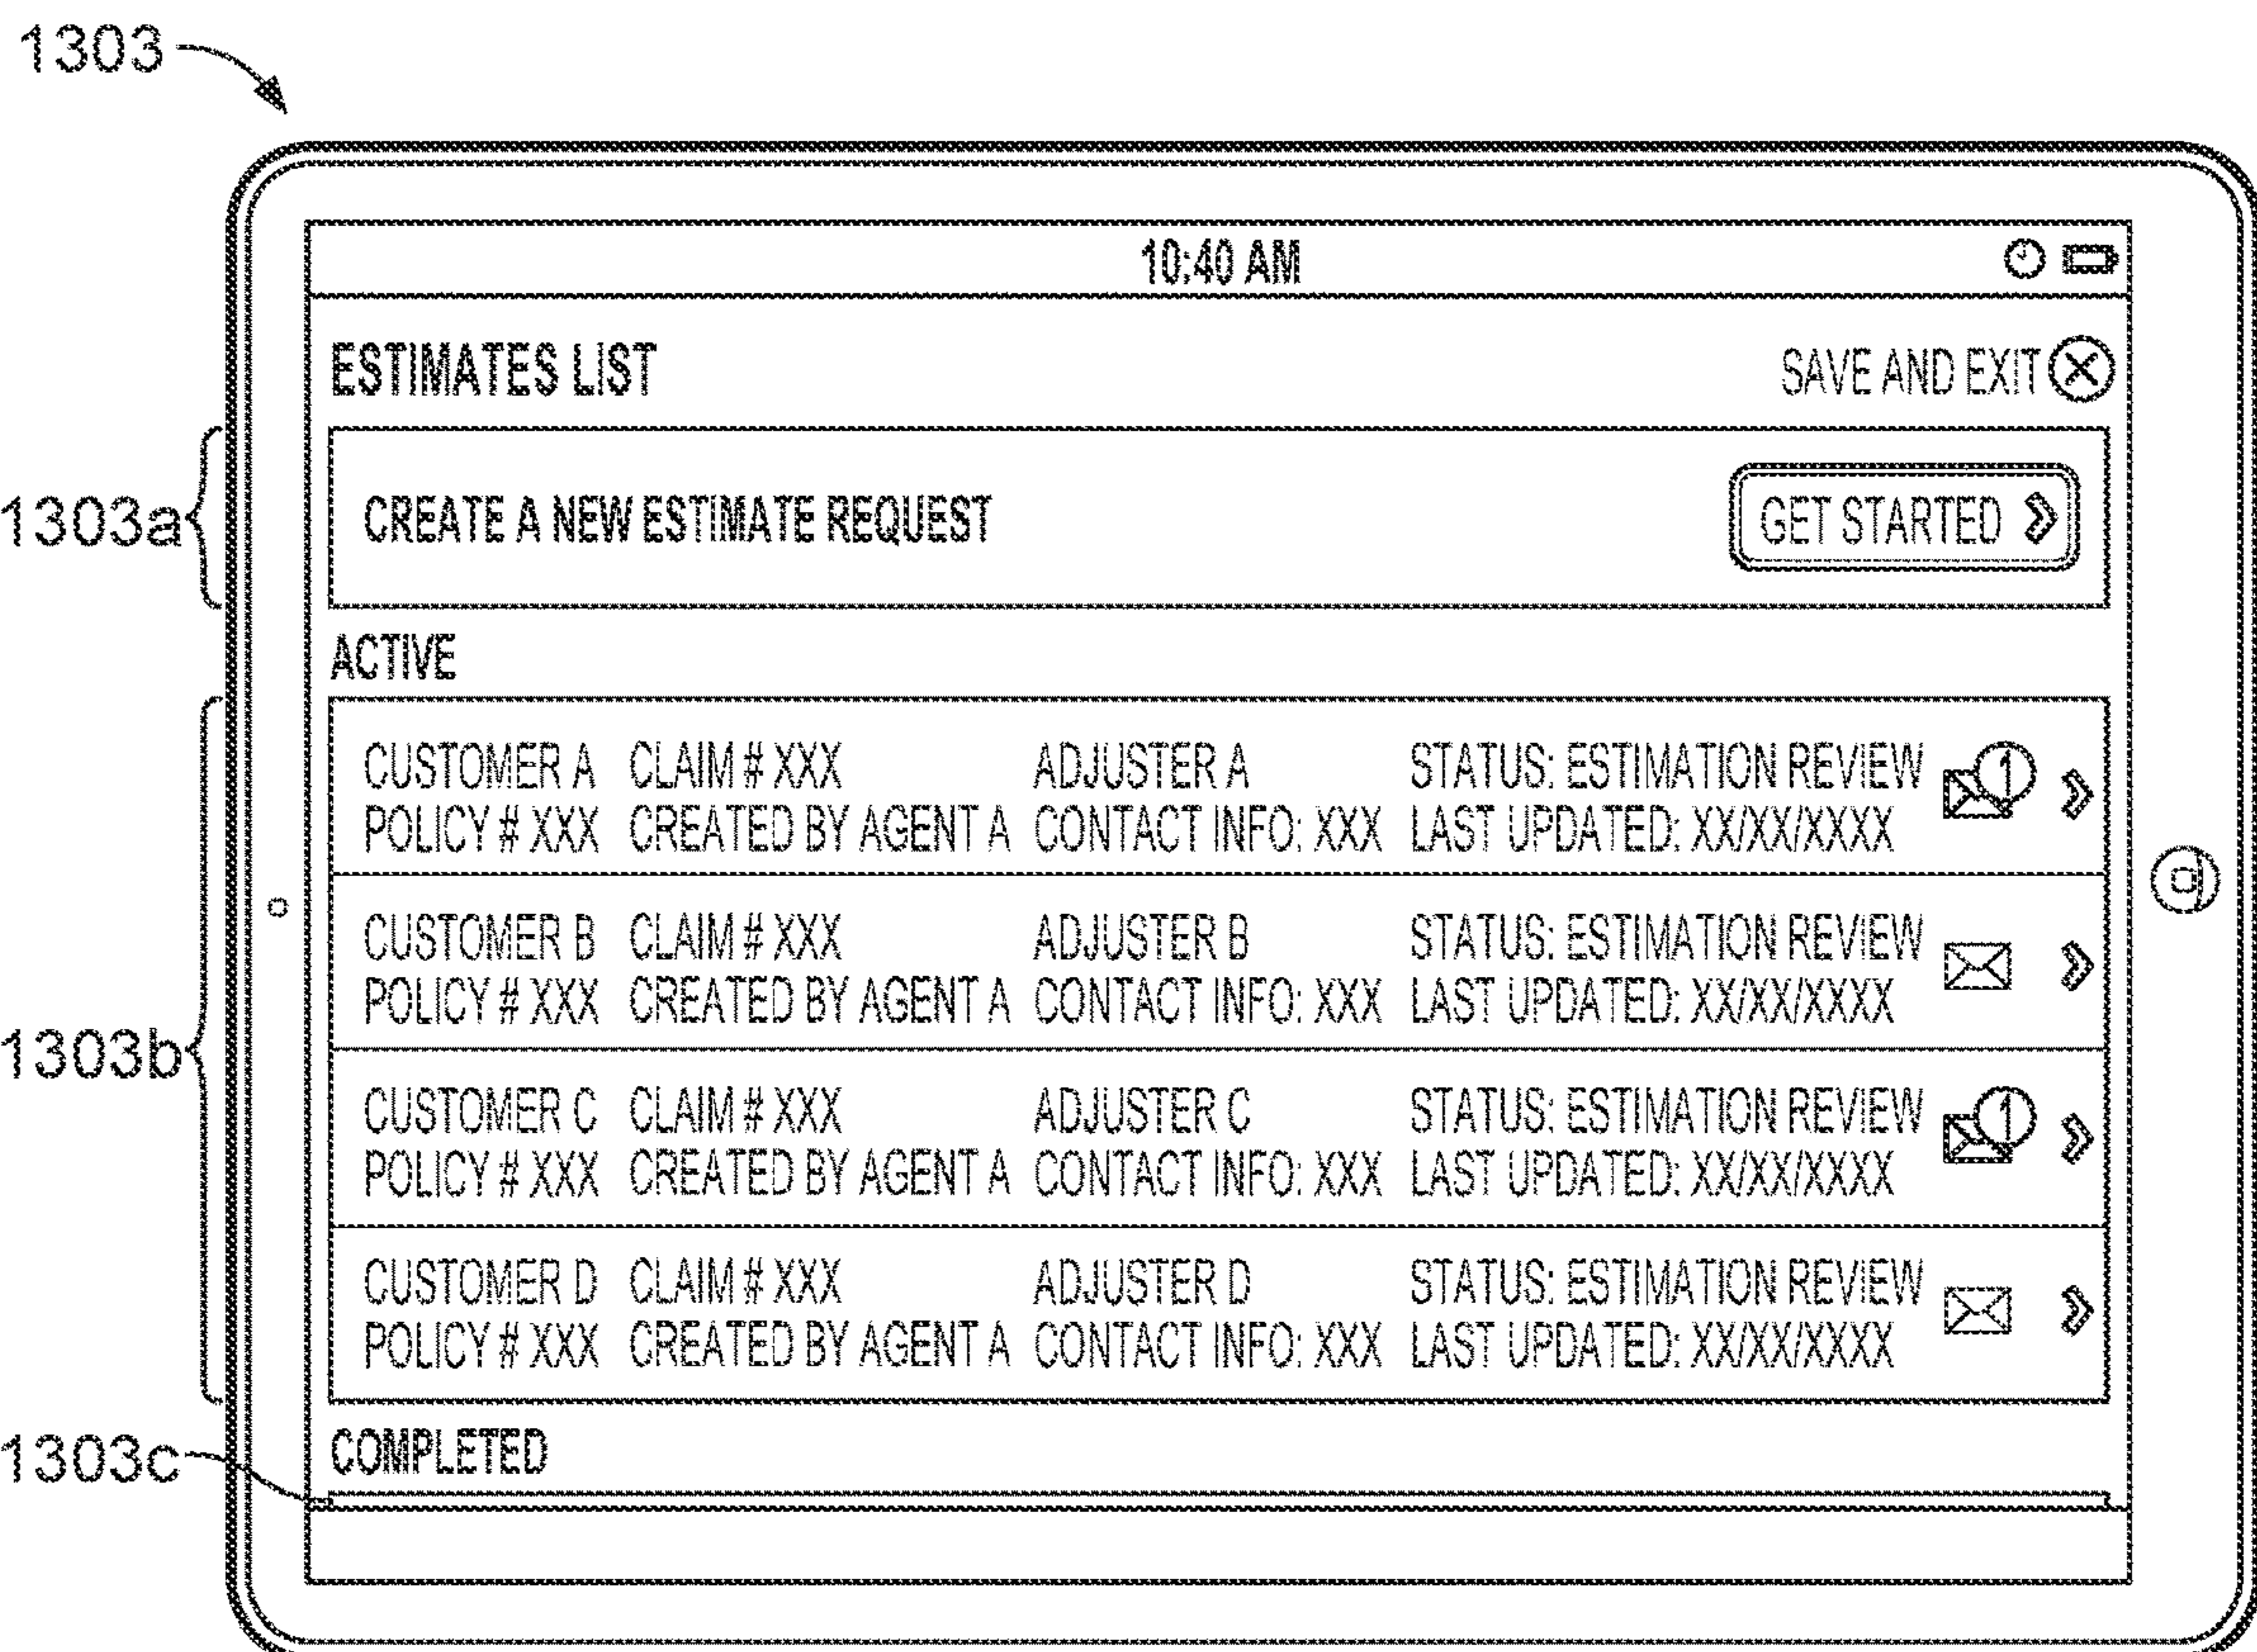 1303
10:40 AM
ESTIMATES LIST SAVE AND EXIT
1303a
CREATE A NEW ESTIMATE REQUEST GET STARTED
ACTIVE
1303b
CUSTOMER A CLAIM # XXX ADJUSTER A STATUS: ESTIMATION REVIEW 1
POLICY # XXX CREATED BY AGENT A CONTACT INFO: XXX LAST UPDATED: XX/XX/XXXX
CUSTOMER B CLAIM # XXX ADJUSTER B STATUS: ESTIMATION REVIEW
POLICY # XXX CREATED BY AGENT A CONTACT INFO: XXX LAST UPDATED: XX/XX/XXXX
CUSTOMER C CLAIM # XXX ADJUSTER C STATUS: ESTIMATION REVIEW 1
POLICY # XXX CREATED BY AGENT A CONTACT INFO: XXX LAST UPDATED: XX/XX/XXXX
CUSTOMER D CLAIM # XXX ADJUSTER D STATUS: ESTIMATION REVIEW
POLICY # XXX CREATED BY AGENT A CONTACT INFO: XXX LAST UPDATED: XX/XX/XXXX
1303c
COMPLETED